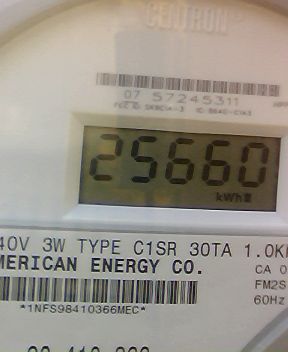 CENTRON
07 57245311
25660
kWh
40V 3W TYPE C1SR 30TA 1.0K
MERICAN ENERGY CO.
CA 0
FM2S
60Hz
*1NFS98410366MEC*